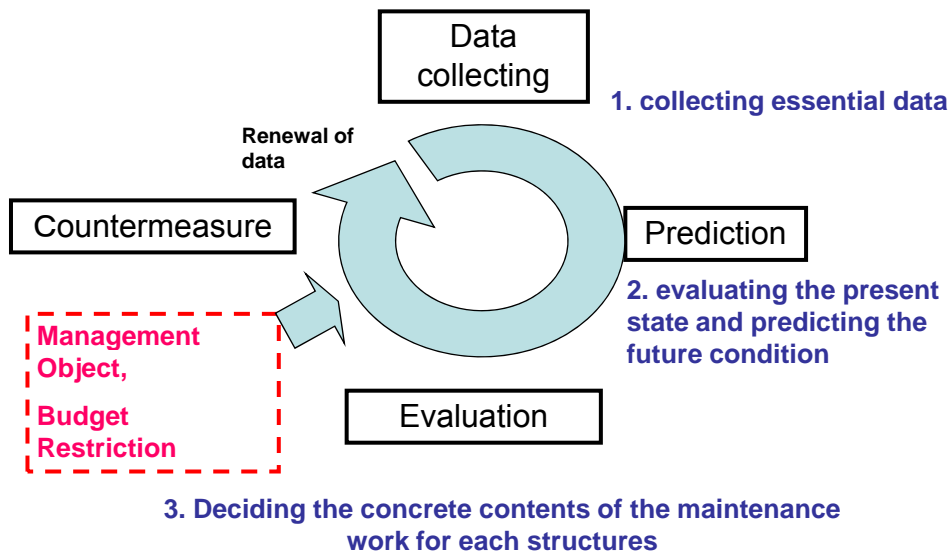 Data
collecting
1. collecting essential data
Renewal of
data
Countermeasure
Prediction
2. evaluating the present
state and predicting the
future condition
Management
Object,
Budget
Restriction
Evaluation
3. Deciding the concrete contents of the maintenance
work for each structures